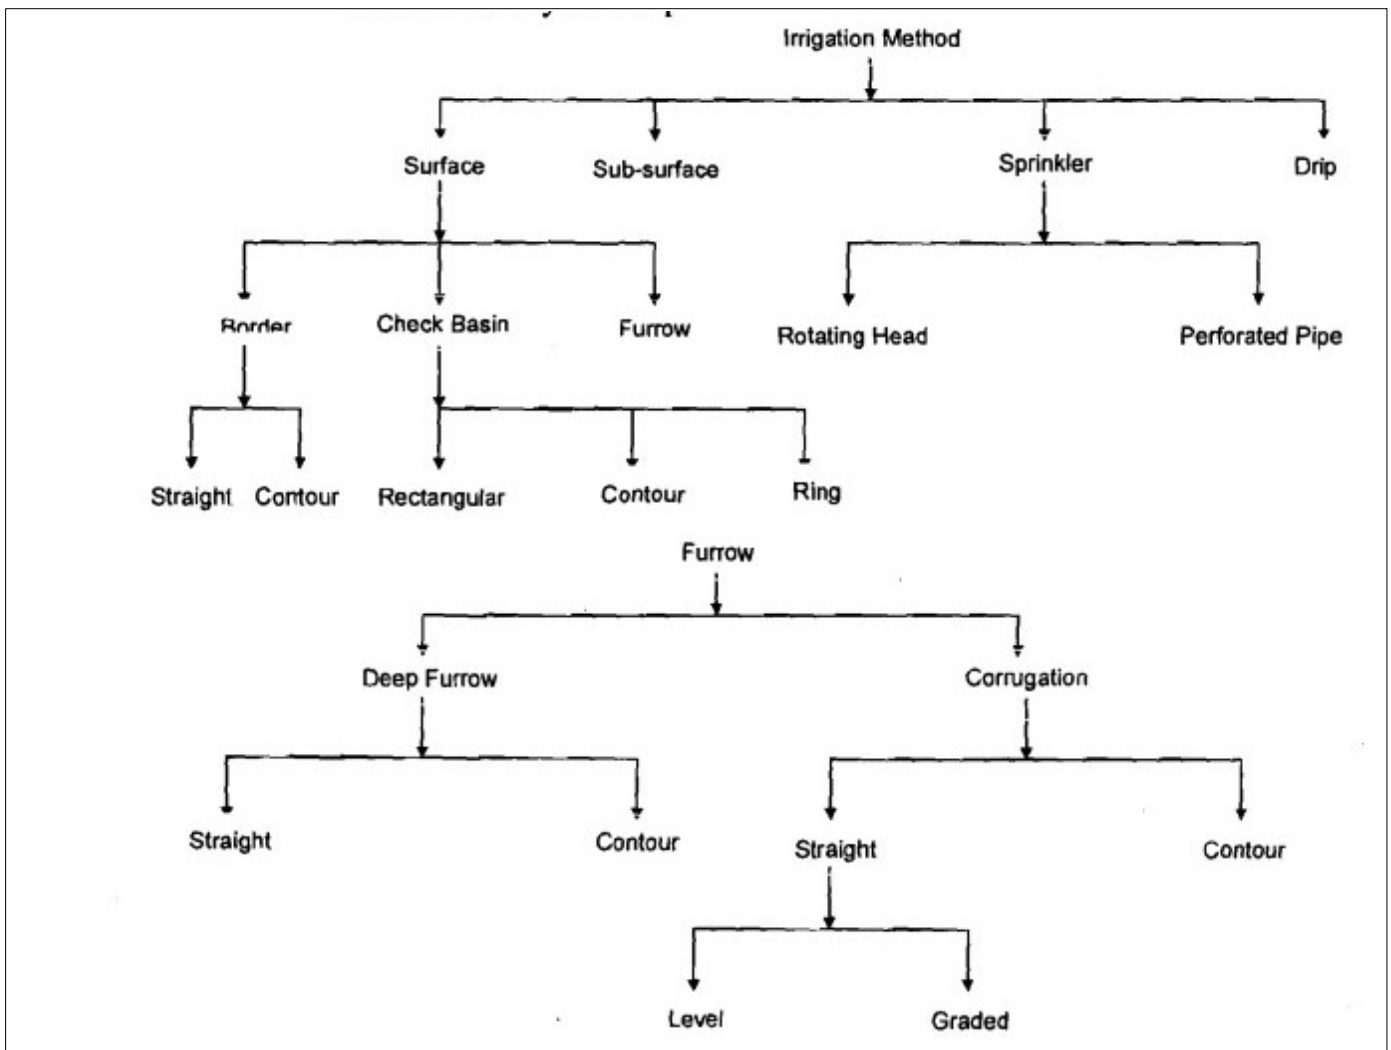 Irrigation Method
Surface
Sub-surface
Sprinkler
Drip
Border
Check Basin
Furrow
Rotating Head
Perforated Pipe
Straight
Contour
Rectangular
Contour
Ring
Furrow
Deep Furrow
Corrugation
Straight
Contour
Straight
Contour
Level
Graded